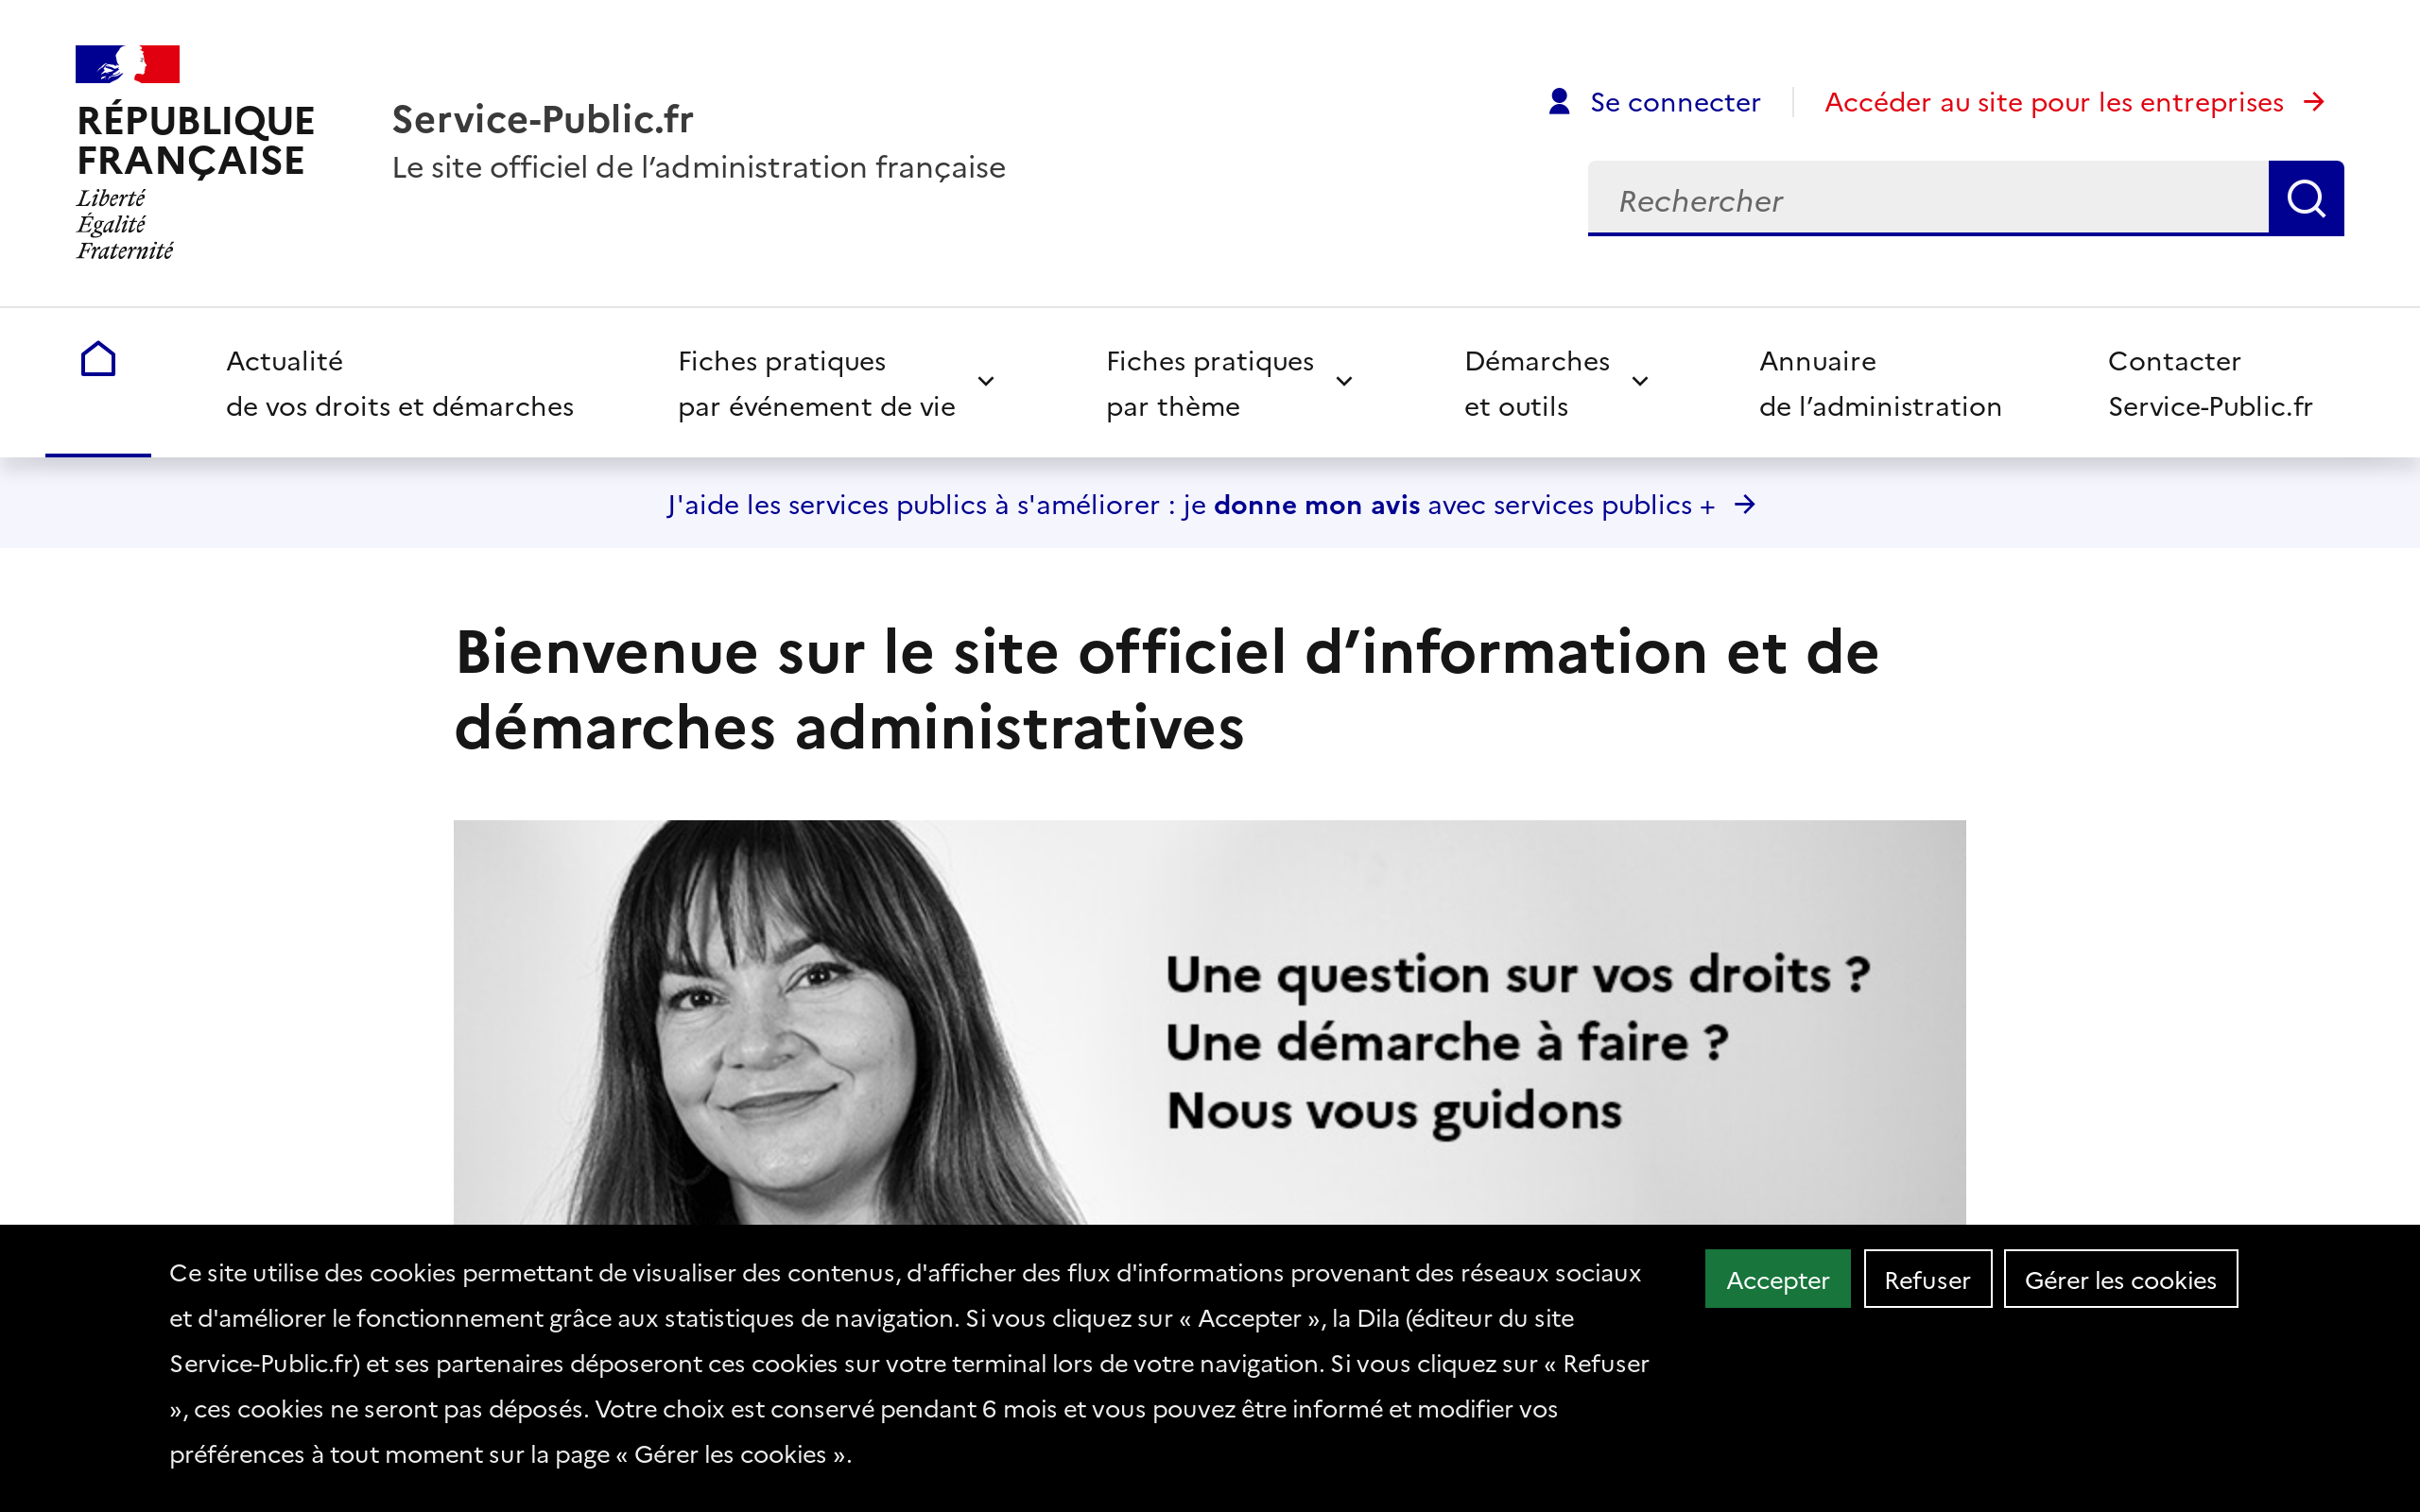 RÉPUBLIQUE
FRANÇAISE
Liberté
Égalité
Fraternité
Service-Public.fr
Le site officiel de l’administration française
Se connecter
Accéder au site pour les entreprises
Rechercher
Actualité
de vos droits et démarches
Fiches pratiques
par événement de vie
Fiches pratiques
par thème
Démarches
et outils
Annuaire
de l’administration
Contacter
Service-Public.fr
J'aide les services publics à s'améliorer : je donne mon avis avec services publics +
Bienvenue sur le site officiel d’information et de
démarches administratives
Une question sur vos droits ?
Une démarche à faire ?
Nous vous guidons
Ce site utilise des cookies permettant de visualiser des contenus, d'afficher des flux d'informations provenant des réseaux sociaux
et d'améliorer le fonctionnement grâce aux statistiques de navigation. Si vous cliquez sur « Accepter », la Dila (éditeur du site
Service-Public.fr) et ses partenaires déposeront ces cookies sur votre terminal lors de votre navigation. Si vous cliquez sur « Refuser
», ces cookies ne seront pas déposés. Votre choix est conservé pendant 6 mois et vous pouvez être informé et modifier vos
préférences à tout moment sur la page « Gérer les cookies ».
Accepter
Refuser
Gérer les cookies